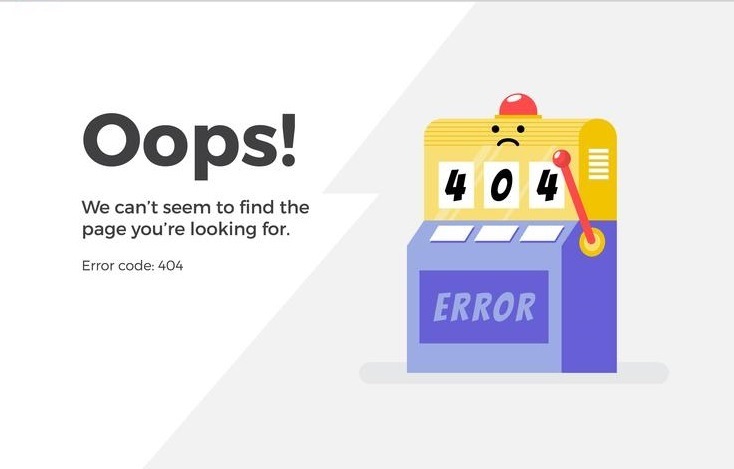 Oops!
We can't seem to find the
page you're looking for.
Error code: 404
4 0 4
ERROR